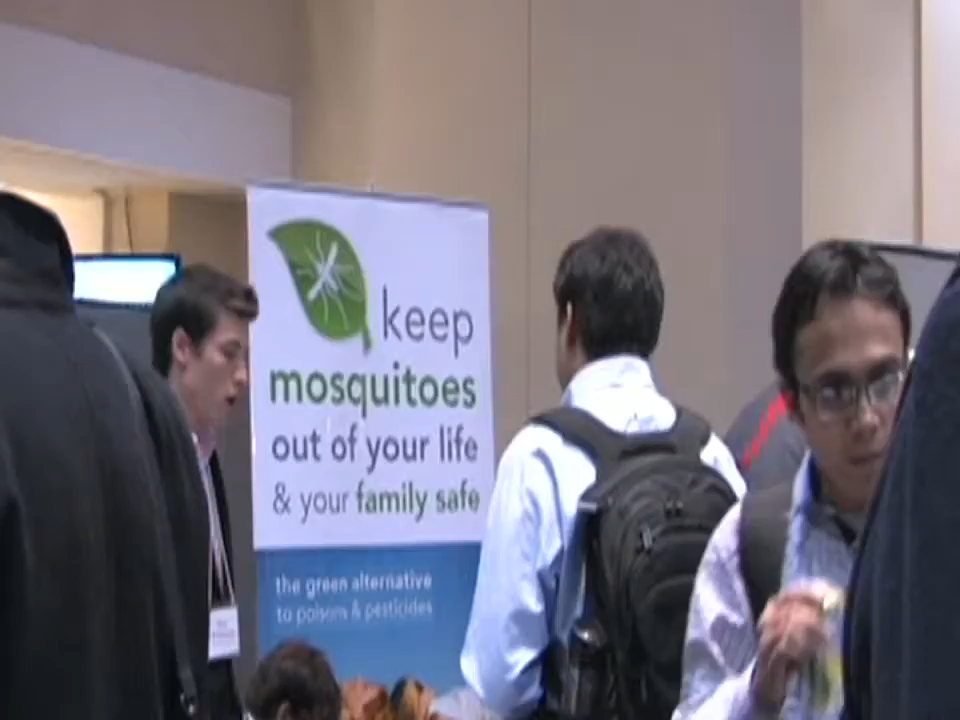 keep
mosquitoes
out of your life
& your family safe
the green alternative
to poisons & pesticides